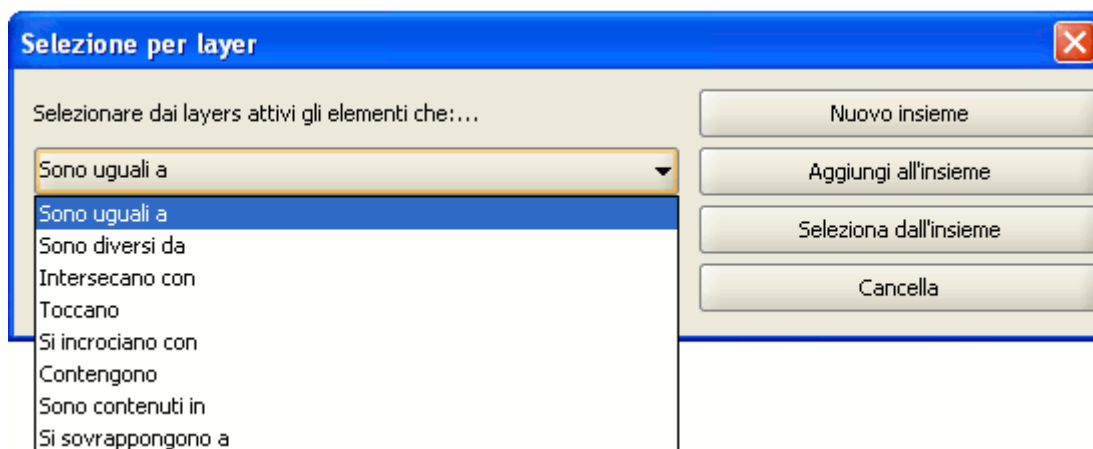 Selezione per layer
Selezionare dai layers attivi gli elementi che:...
Sono uguali a
Sono uguali a
Sono diversi da
Intersecano con
Toccano
Si incrociano con
Contengono
Sono contenuti in
Si sovrappongono a
Nuovo insieme
Aggiungi all'insieme
Seleziona dall'insieme
Cancella